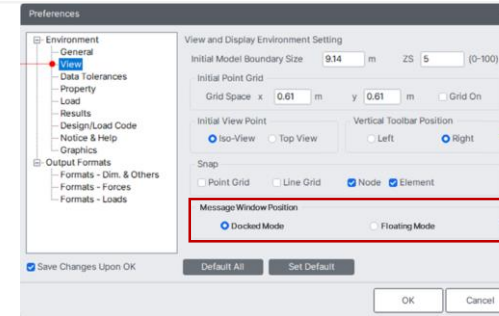 Preferences
Environment
General
View
Data Tolerances
Property
Load
Results
Design/Load Code
Notice & Help
Graphics
Output Formats
Formats - Dim. & Others
Formats - Forces
Formats - Loads
View and Display Environment Setting
Initial Model Boundary Size 9.14 m ZS 5 (0-100)
Initial Point Grid
Grid Space x 0.61 m y 0.61 m Grid On
Initial View Point
Iso-View Top View
Vertical Toolbar Position
Left Right
Snap
Point Grid Line Grid Node Element
Message Window Position
Docked Mode Floating Mode
Save Changes Upon OK
Default All Set Default
OK Cancel